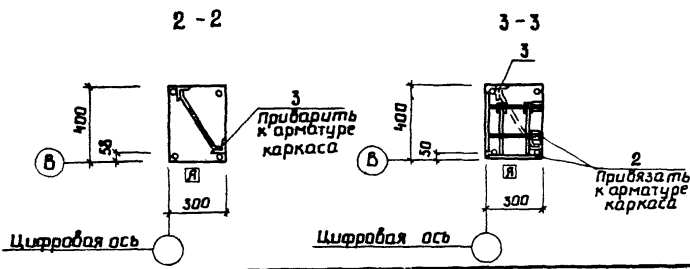 2-2
3-3
400
58
В
3
Приварить
к арматуре
каркаса
А
300
Цифровая ось
3
400
50
В
2
Привязать
к арматуре
каркаса
А
300
Цифровая ось